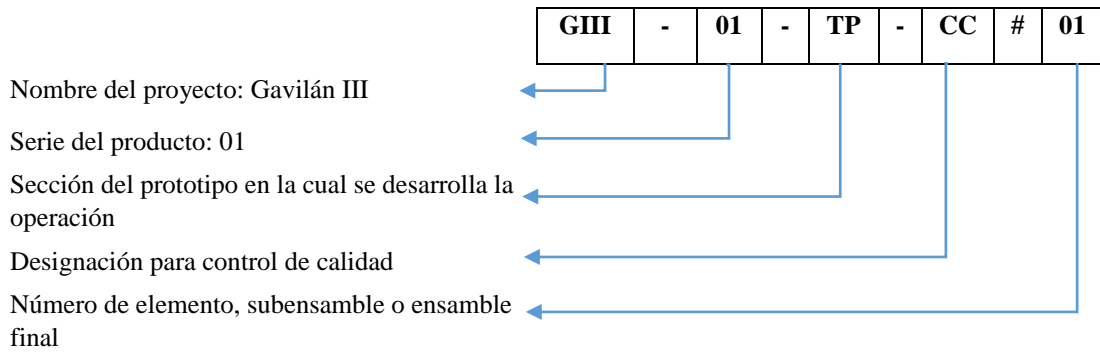 GIII - 01 - TP - CC # 01
Nombre del proyecto: Gavilán III
Serie del producto: 01
Sección del prototipo en la cual se desarrolla la
operación
Designación para control de calidad
Número de elemento, subensamble o ensamble
final